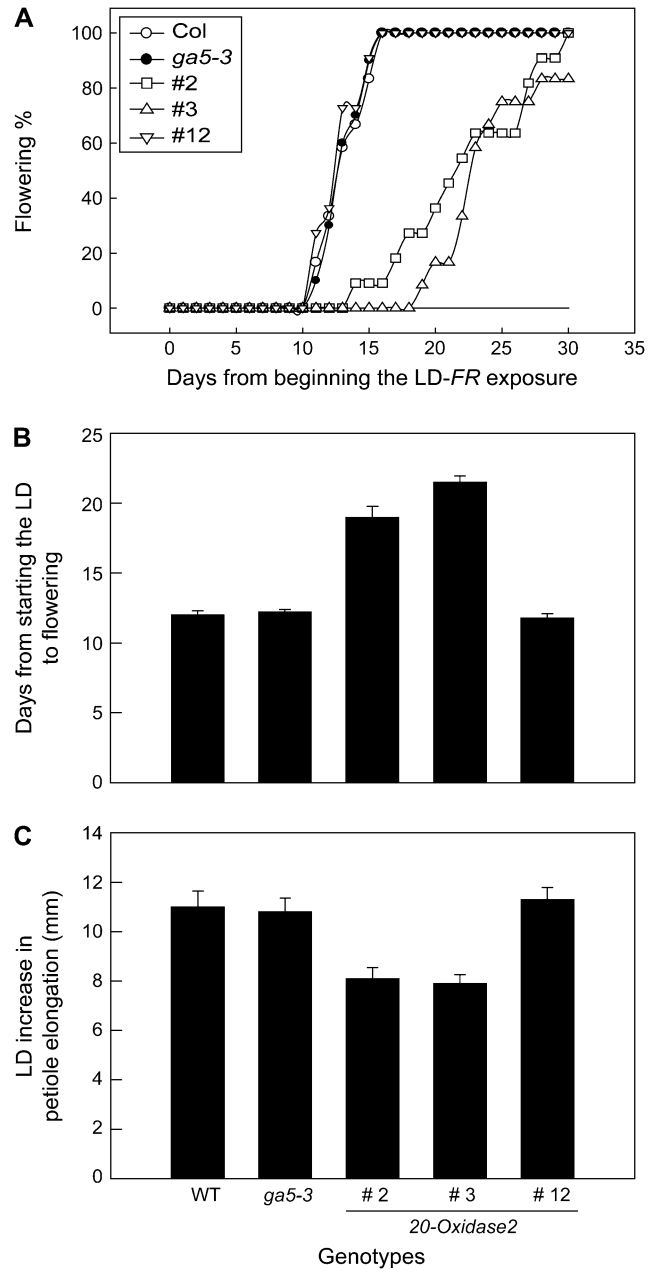 A
Flowering %
100
80
60
40
20
0
Col
ga5-3
#2
#3
#12
0 5 10 15 20 25 30 35
Days from beginning the LD-FR exposure
B
Days from starting the LD
to flowering
25
20
15
10
5
0
C
LD increase in
petiole elongation (mm)
14
12
10
8
6
4
2
0
WT ga5-3 # 2 # 3 # 12
20-Oxidase2
Genotypes